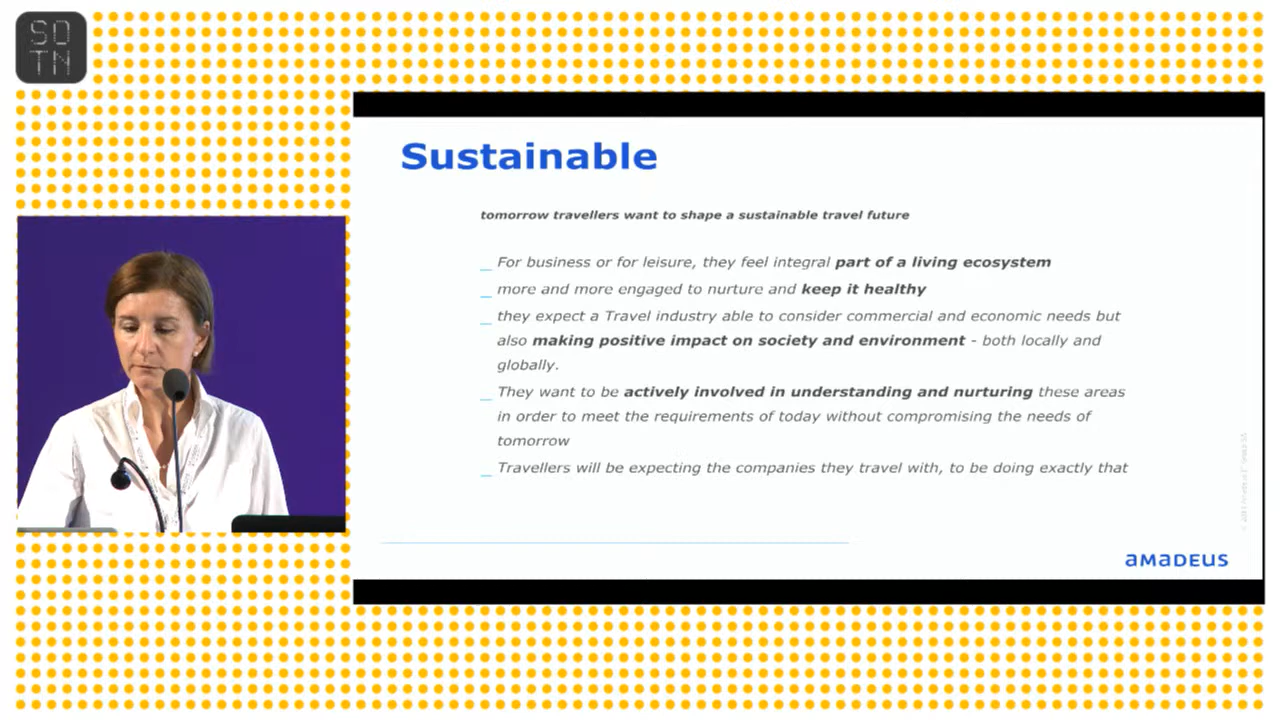 SO
TN
Sustainable
tomorrow travellers want to shape a sustainable travel future
_ For business or for leisure, they feel integral part of a living ecosystem
_ more and more engaged to nurture and keep it healthy
_ they expect a Travel industry able to consider commercial and economic needs but
also making positive impact on society and environment - both locally and
globally.
_ They want to be actively involved in understanding and nurturing these areas
in order to meet the requirements of today without compromising the needs of
tomorrow
_ Travellers will be expecting the companies they travel with, to be doing exactly that
amadeus